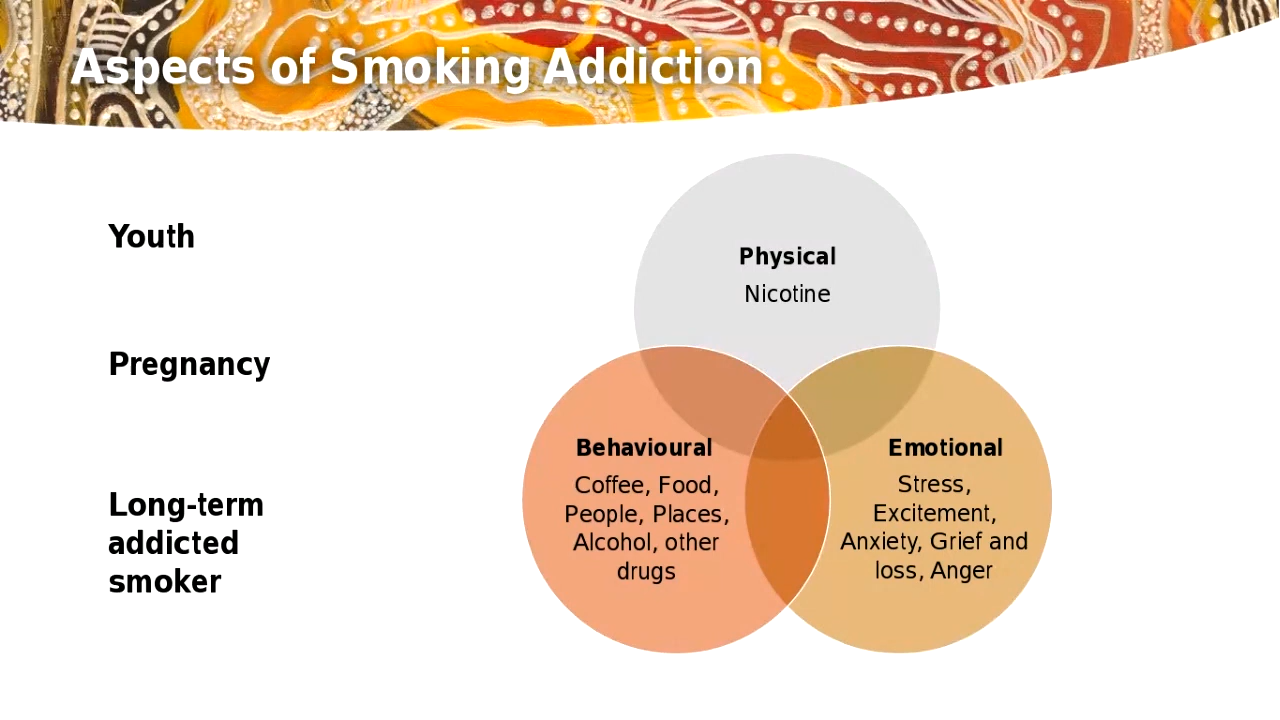 Aspects of Smoking Addiction
Youth
Pregnancy
Long-term
addicted
smoker
Physical
Nicotine
Behavioural
Coffee, Food,
People, Places,
Alcohol, other
drugs
Emotional
Stress,
Excitement,
Anxiety, Grief and
loss, Anger